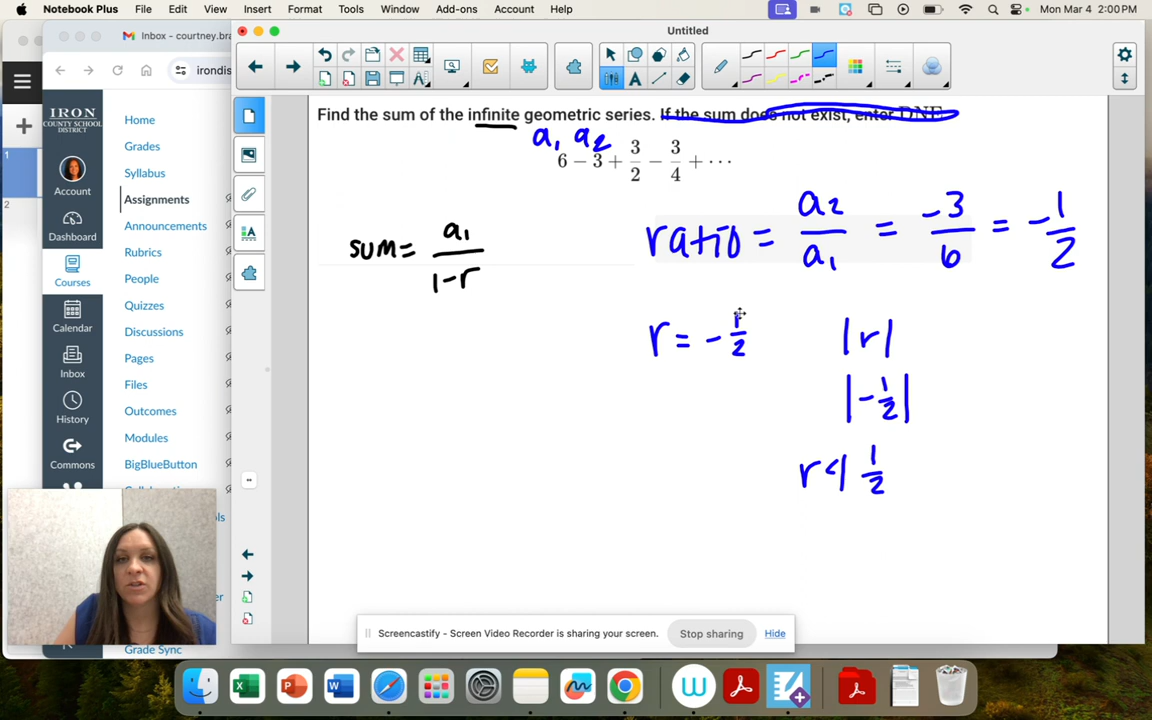 Notebook Plus File Edit View Insert Format Tools Window Add-ons Account Help
Mon Mar 4 2:00PM
Inbox - courtney.bra
Untitled
irondis
IRON
COUNTY SCHOOL
DISTRICT
Account
Dashboard
Courses
Calendar
Inbox
History
Commons
Home
Grades
Syllabus
Assignments
Announcements
Rubrics
People
Quizzes
Discussions
Pages
Files
Outcomes
Modules
BigBlueButton
Grade Sync
1
2
Find the sum of the infinite geometric series. If the sum does not exist, enter DNE.
a₁ a₂
6 − 3 + 3/2 − 3/4 + ⋯
sum = a₁/1-r
ratio = a₂/a₁ = -3/6 = -1/2
r = -1/2
|r|
|-1/2|
r<| 1/2
Screencastify - Screen Video Recorder is sharing your screen. Stop sharing Hide